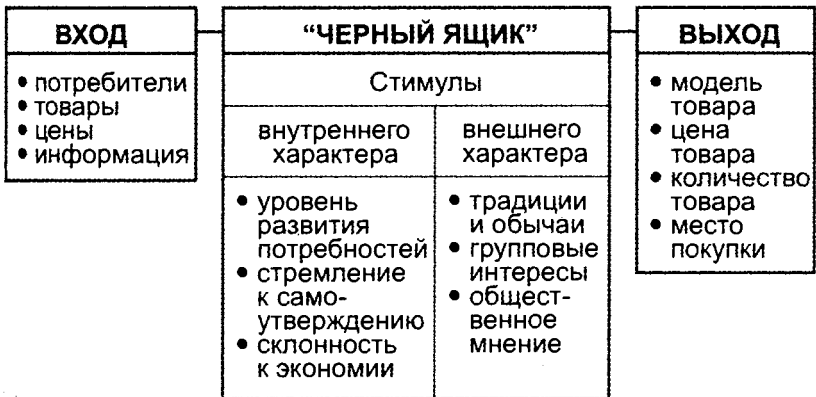 ВХОД
• потребители
• товары
• цены
• информация
“ЧЕРНЫЙ ЯЩИК”
Стимулы
внутреннего
характера
• уровень
развития
потребностей
• стремление
к само-
утверждению
• склонность
к экономии
внешнего
характера
• традиции
и обычаи
• групповые
интересы
• общест-
венное
мнение
ВЫХОД
• модель
товара
• цена
товара
• количество
товара
• место
покупки